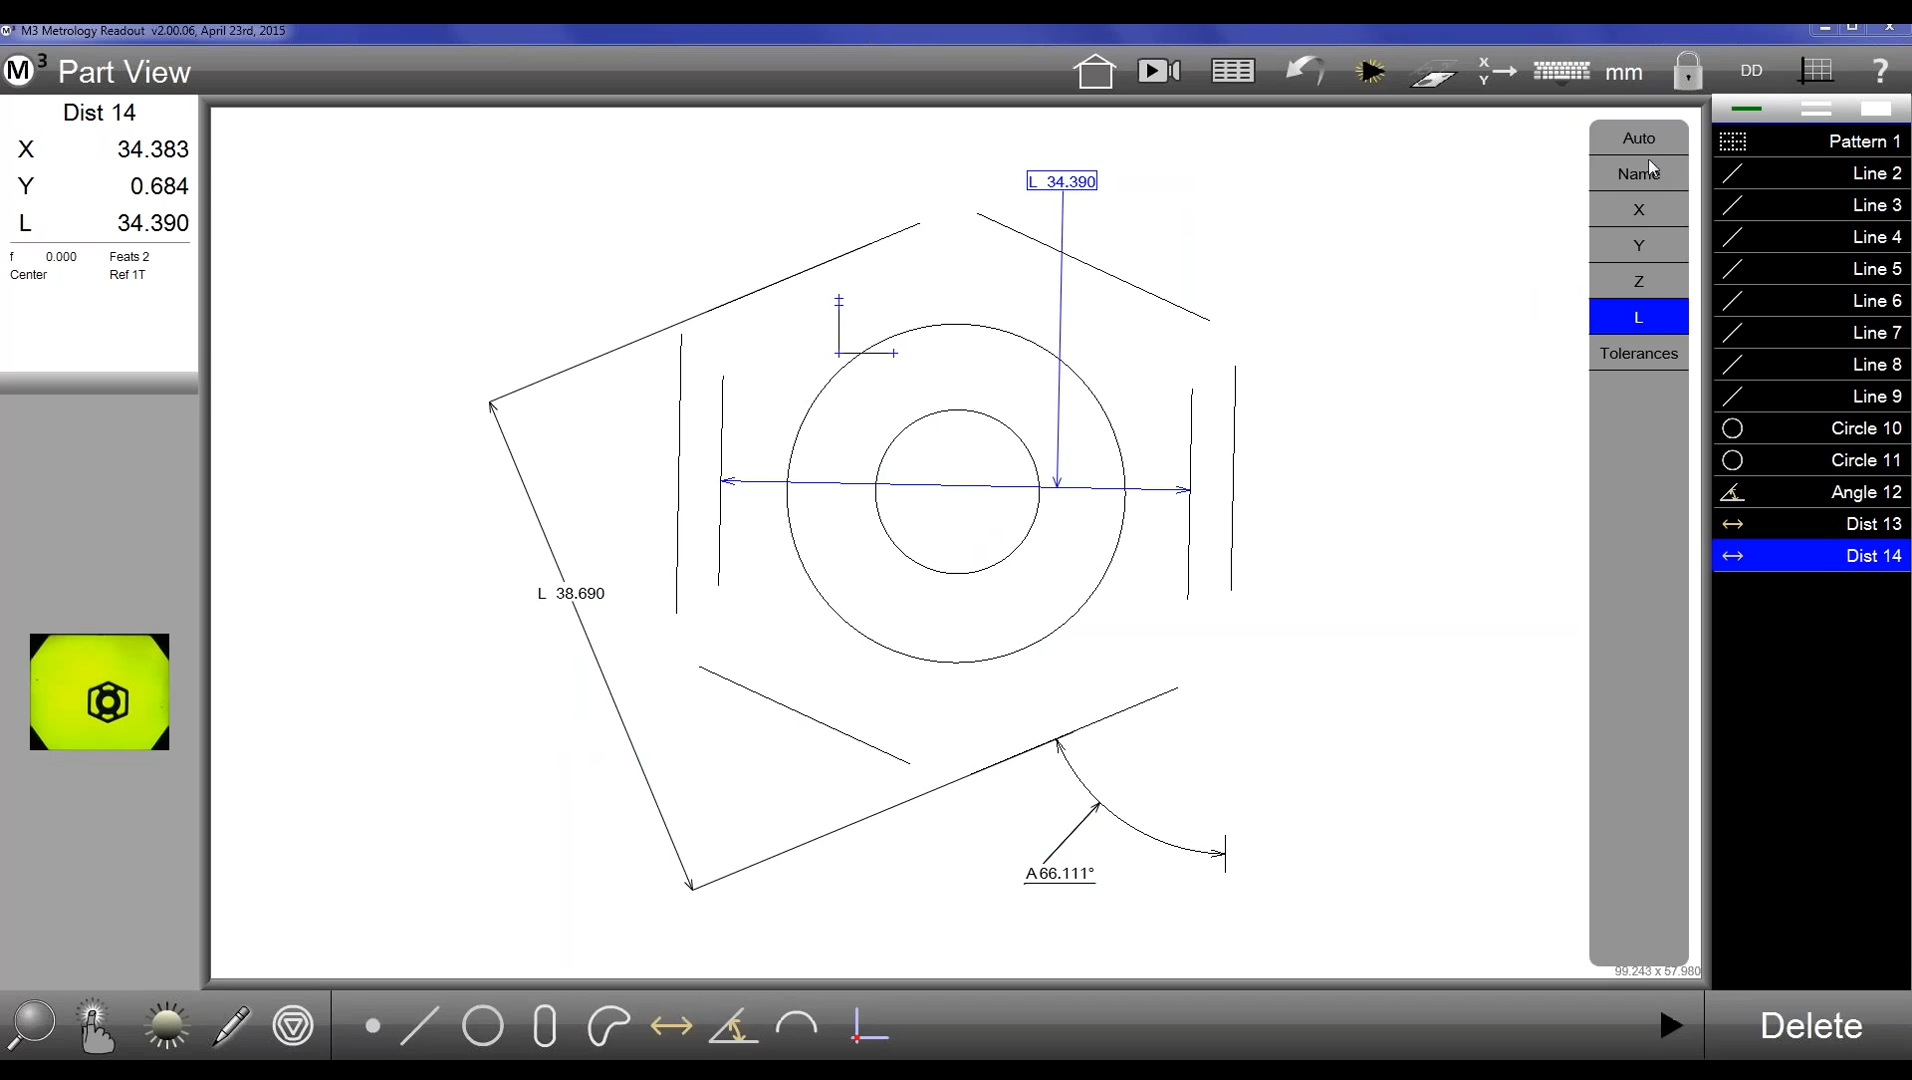 M3 Metrology Readout v2.00.06, April 23rd, 2015
M3 Part View
X
Y
mm
DD
?
Dist 14
X 34.383
Y 0.684
L 34.390
f 0.000 Feats 2
Center Ref 1T
L 34.390
L 38.690
A 66.111°
Auto
Name
X
Y
Z
L
Tolerances
99.243 x 57.980
Pattern 1
Line 2
Line 3
Line 4
Line 5
Line 6
Line 7
Line 8
Line 9
Circle 10
Circle 11
Angle 12
Dist 13
Dist 14
Delete